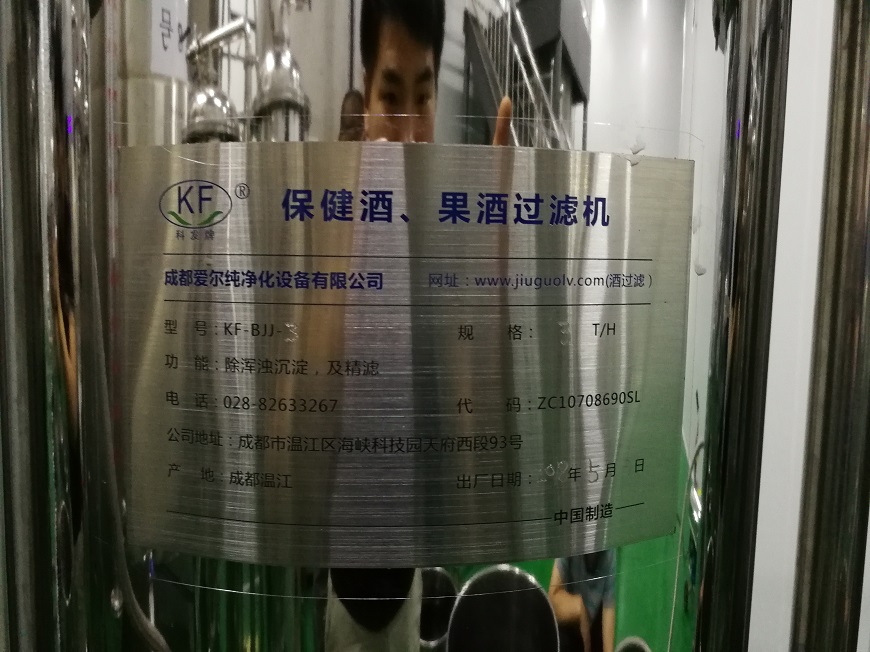 KF® 保健酒、果酒过滤机
科发牌
成都爱尔纯净化设备有限公司 网址：www.jiuguolv.com(酒过滤）
型 号：KF-BJJ-3 规 格：3 T/H
功 能：除浑浊沉淀，及精滤
电 话：028-82633267 代 码：ZC10708690SL
公司地址：成都市温江区海峡科技园天府西段93号
产 地：成都温江 出厂日期： 年5月 日
中国制造